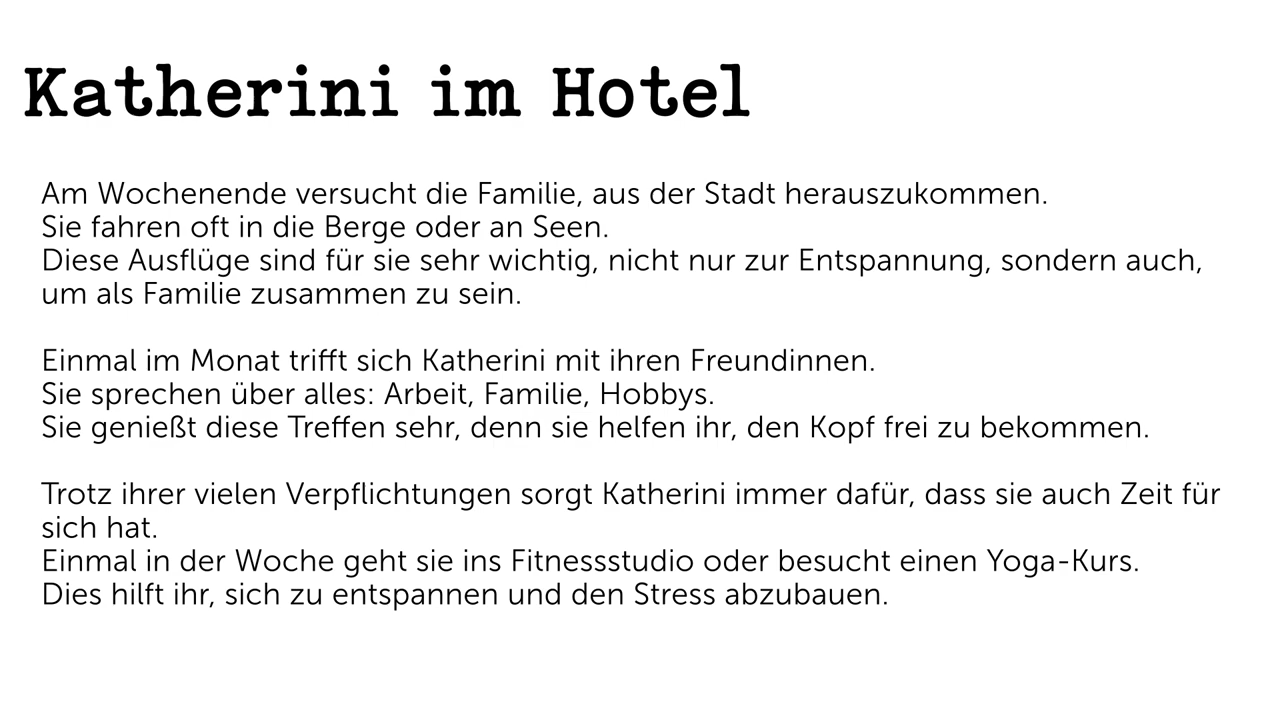 Katherini im Hotel
Am Wochenende versucht die Familie, aus der Stadt herauszukommen.
Sie fahren oft in die Berge oder an Seen.
Diese Ausflüge sind für sie sehr wichtig, nicht nur zur Entspannung, sondern auch,
um als Familie zusammen zu sein.
Einmal im Monat trifft sich Katherini mit ihren Freundinnen.
Sie sprechen über alles: Arbeit, Familie, Hobbys.
Sie genießt diese Treffen sehr, denn sie helfen ihr, den Kopf frei zu bekommen.
Trotz ihrer vielen Verpflichtungen sorgt Katherini immer dafür, dass sie auch Zeit für
sich hat.
Einmal in der Woche geht sie ins Fitnessstudio oder besucht einen Yoga-Kurs.
Dies hilft ihr, sich zu entspannen und den Stress abzubauen.